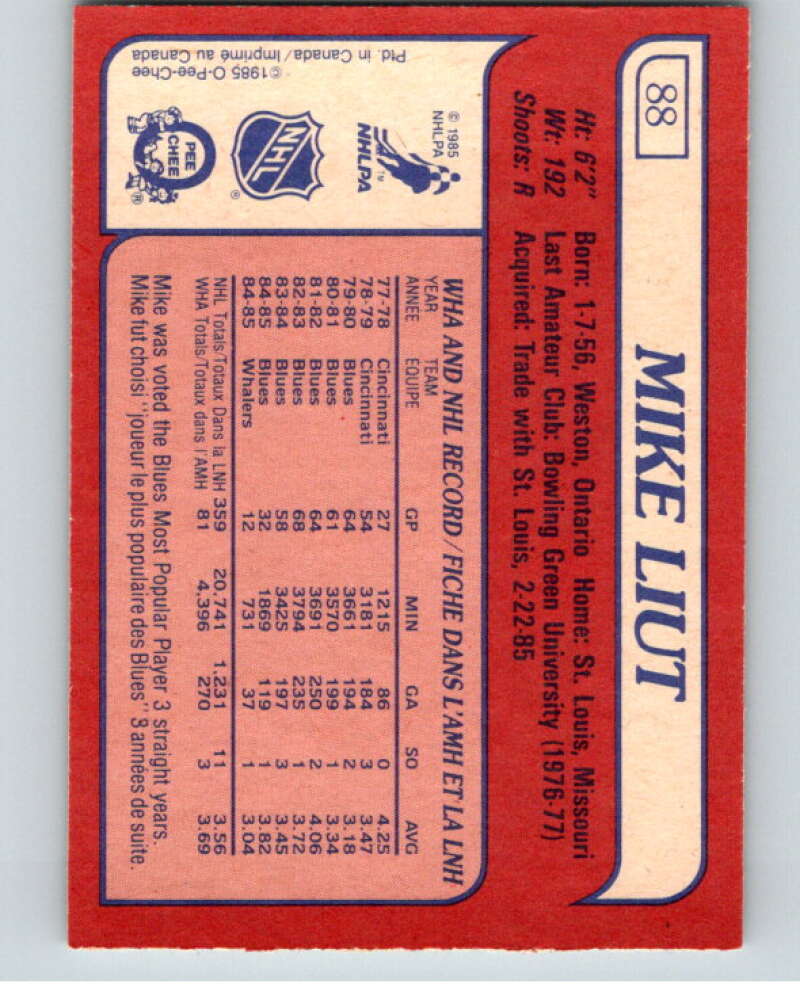 88
MIKE LIUT
Ht: 6'2" Born: 1-7-56, Weston, Ontario Home: St. Louis, Missouri
Wt: 192 Last Amateur Club: Bowling Green University (1976-77)
Shoots: R Acquired: Trade with St. Louis, 2-22-85
© 1985
NHLPA
NHLPA™
NHL ®
O
PEE
CHEE ®
©1985 O-Pee-Chee
Ptd. in Canada/Imprimé au Canada
WHA AND NHL RECORD/FICHE DANS L'AMH ET LA LNH
YEAR TEAM
ANNEE EQUIPE GP MIN GA SO AVG
77-78 Cincinnati 27 1215 86 0 4.25
78-79 Cincinnati 54 3181 184 3 3.47
79-80 Blues 64 3661 194 2 3.18
80-81 Blues 61 3570 199 1 3.34
81-82 Blues 64 3691 250 2 4.06
82-83 Blues 68 3794 235 1 3.72
83-84 Blues 58 3425 197 3 3.45
84-85 Blues 32 1869 119 1 3.82
84-85 Whalers 12 731 37 1 3.04
NHL Totals/Totaux Dans la LNH 359 20,741 1,231 11 3.56
WHA Totals/Totaux dans l'AMH 81 4,396 270 3 3.69
Mike was voted the Blues Most Popular Player 3 straight years.
Mike fut choisi "joueur le plus populaire des Blues" 3 années de suite.